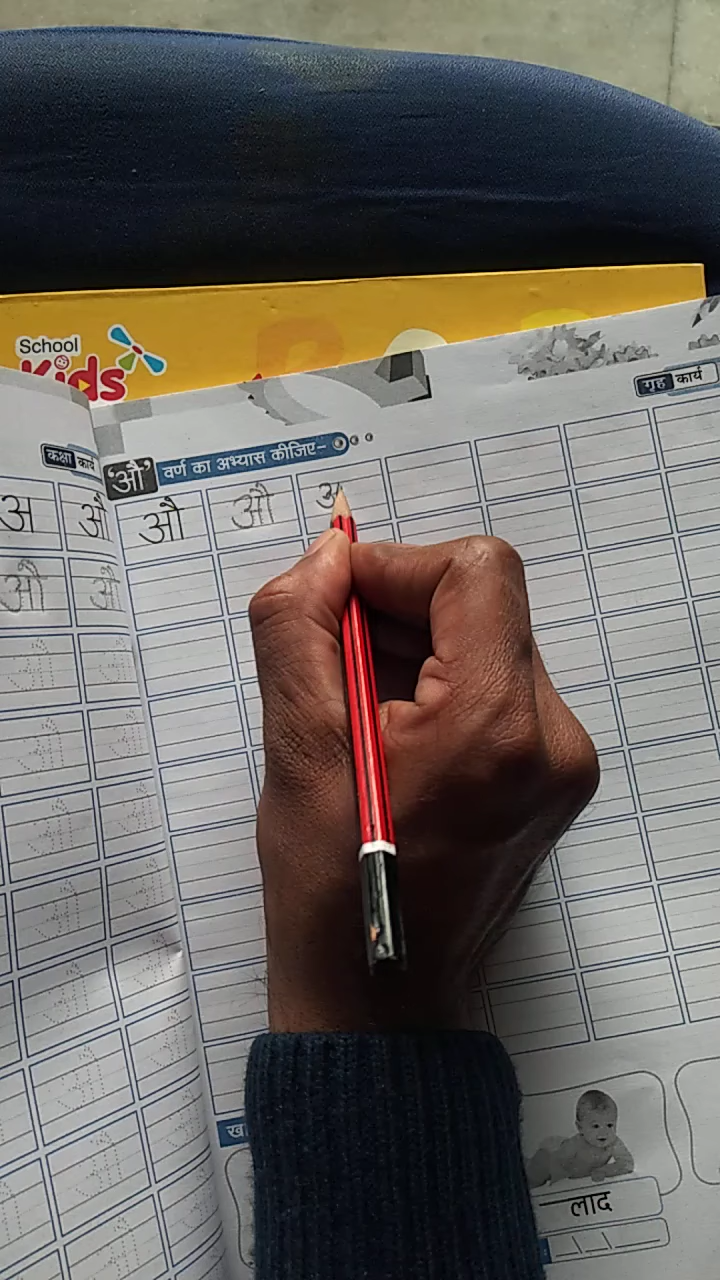 School
Kids
गृह कार्य
कक्षा कार्य
'औ' वर्ण का अभ्यास कीजिए-
अ औ औ औ अ
औ औ
औ औ
औ औ
औ औ
औ औ
औ औ
औ औ
औ औ
ख
लाद